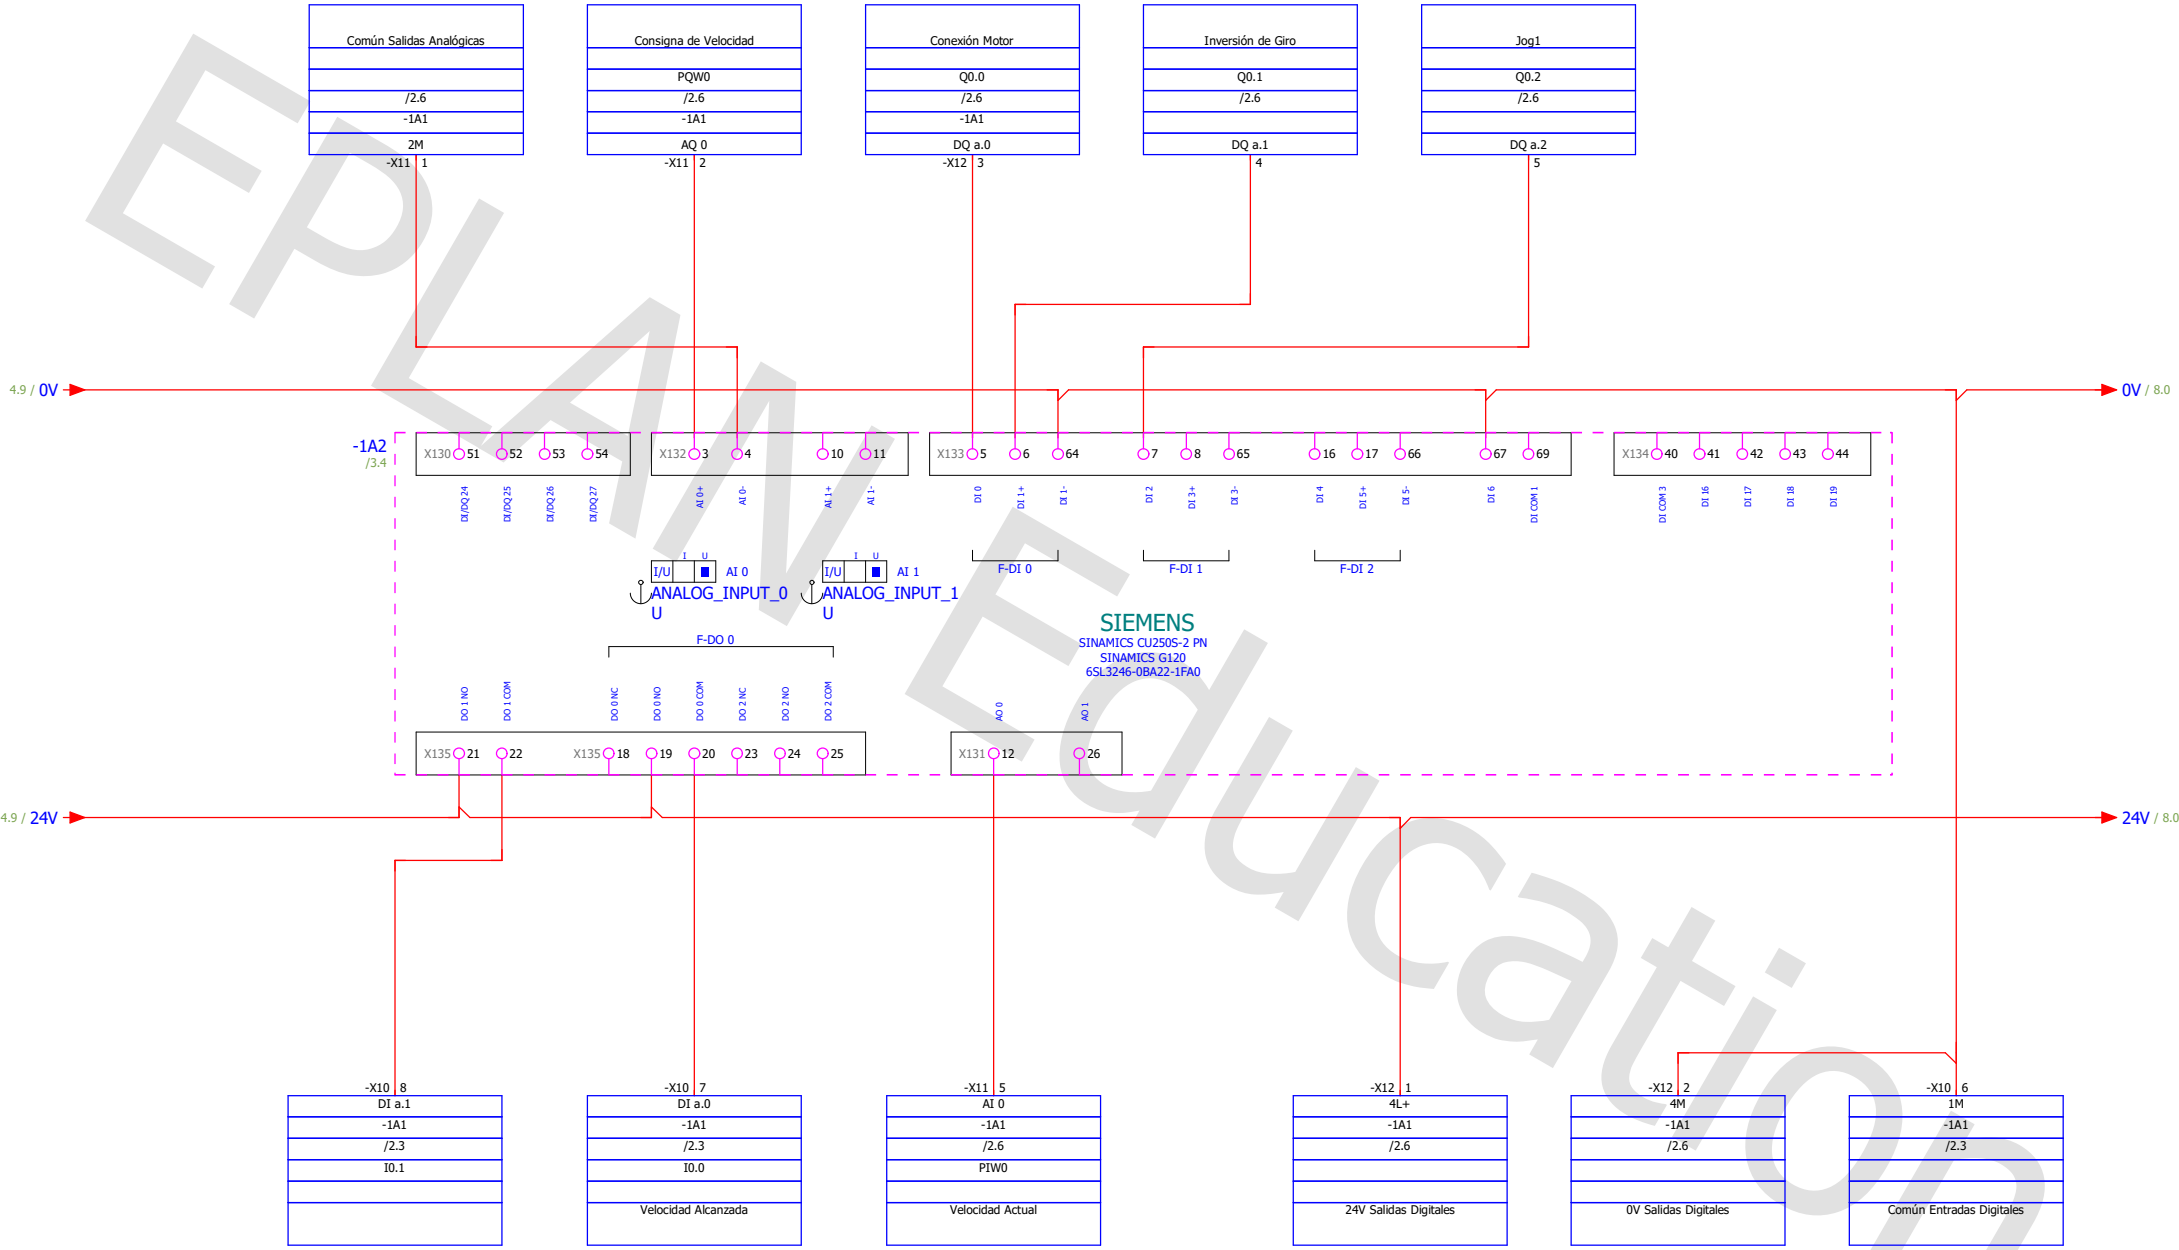 Común Salidas Analógicas
/2.6
-1A1
2M
-X11 1
Consigna de Velocidad
PQW0
/2.6
-1A1
AQ 0
-X11 2
Conexión Motor
Q0.0
/2.6
-1A1
DQ a.0
-X12 3
Inversión de Giro
Q0.1
/2.6
DQ a.1
4
Jog1
Q0.2
/2.6
DQ a.2
5
4.9 / 0V
0V / 8.0
-1A2
/3.4
X130 51 52 53 54
X132 3 4 10 11
X133 5 6 64 7 8 65 16 17 66 67 69
X134 40 41 42 43 44
DI/DQ 24
DI/DQ 25
DI/DQ 26
DI/DQ 27
AI 0+
AI 0-
AI 1+
AI 1-
DI 0
DI 1+
DI 1-
DI 2
DI 3+
DI 3-
DI 4
DI 5+
DI 5-
DI 6
DI COM 1
DI COM 3
DI 16
DI 17
DI 18
DI 19
I U
I/U AI 0
ANALOG_INPUT_0
U
I U
I/U AI 1
ANALOG_INPUT_1
U
F-DI 0
F-DI 1
F-DI 2
SIEMENS
SINAMICS CU250S-2 PN
SINAMICS G120
6SL3246-0BA22-1FA0
F-DO 0
DO 1 NO
DO 1 COM
DO 0 NC
DO 0 NO
DO 0 COM
DO 2 NC
DO 2 NO
DO 2 COM
AO 0
AO 1
X135 21 22
X135 18 19 20 23 24 25
X131 12 26
4.9 / 24V
24V / 8.0
-X10 8
DI a.1
-1A1
/2.3
I0.1
-X10 7
DI a.0
-1A1
/2.3
I0.0
Velocidad Alcanzada
-X11 5
AI 0
-1A1
/2.6
PIW0
Velocidad Actual
-X12 1
4L+
-1A1
/2.6
24V Salidas Digitales
-X12 2
4M
-1A1
/2.6
0V Salidas Digitales
-X10 6
1M
-1A1
/2.3
Común Entradas Digitales
EPLAN Education